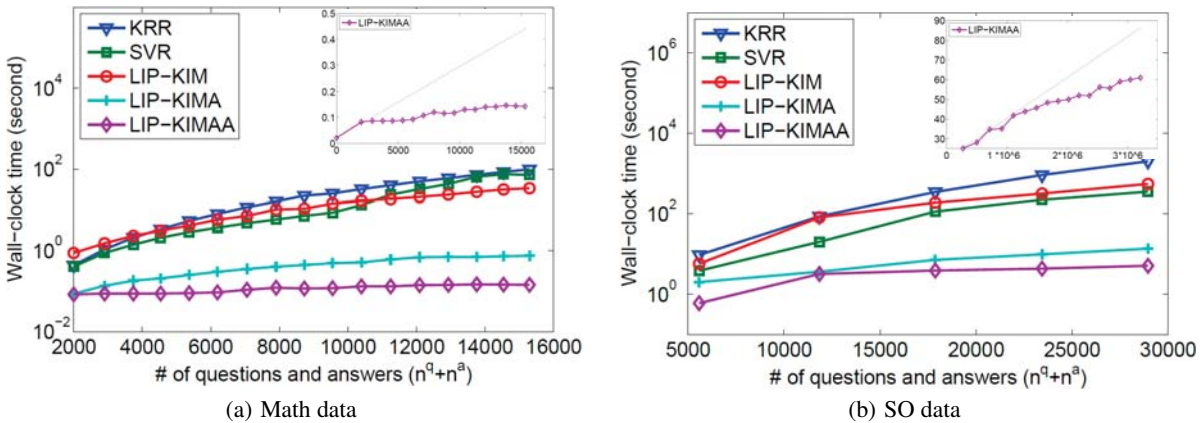 KRR
SVR
LIP-KIM
LIP-KIMA
LIP-KIMAA
LIP-KIMAA
0.5
0.4
0.3
0.2
0.1
0
0 5000 10000 15000
10^4
10^2
10^0
10^-2
Wall-clock time (second)
2000 4000 6000 8000 10000 12000 14000 16000
# of questions and answers (n^q+n^a)
(a) Math data
KRR
SVR
LIP-KIM
LIP-KIMA
LIP-KIMAA
LIP-KIMAA
90
80
70
60
50
40
30
1*10^6 2*10^6 3*10^6
10^6
10^4
10^2
10^0
Wall-clock time (second)
5000 10000 15000 20000 25000 30000
# of questions and answers (n^q+n^a)
(b) SO data